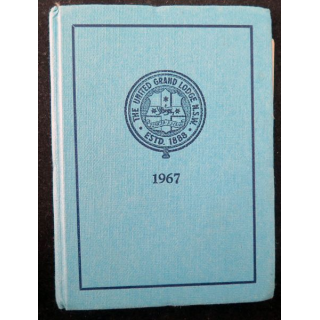 THE UNITED GRAND LODGE N.S.W.
ESTD. 1888
1967